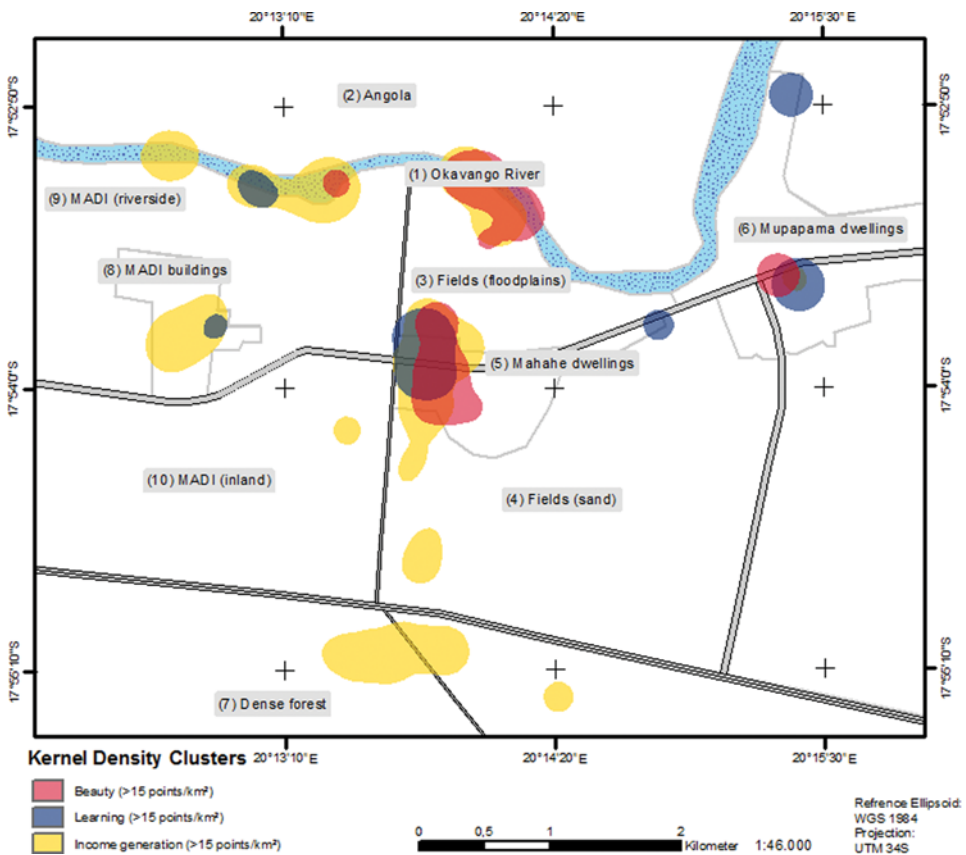 20°13'10"E
20°14'20"E
20°15'30"E
17°52'50"S
17°52'50"S
(2) Angola
(1) Okavango River
(9) MADI (riverside)
(6) Mupapama dwellings
(8) MADI buildings
(3) Fields (floodplains)
(5) Mahahe dwellings
17°54'0"S
17°54'0"S
(10) MADI (inland)
(4) Fields (sand)
17°55'10"S
17°55'10"S
(7) Dense forest
Kernel Density Clusters
20°13'10"E
20°14'20"E
20°15'30"E
Beauty (>15 points/km²)
Learning (>15 points/km²)
Income generation (>15 points/km²)
0 0,5 1 2
Kilometer 1:46.000
Refrence Ellipsoid:
WGS 1984
Projection:
UTM 34S